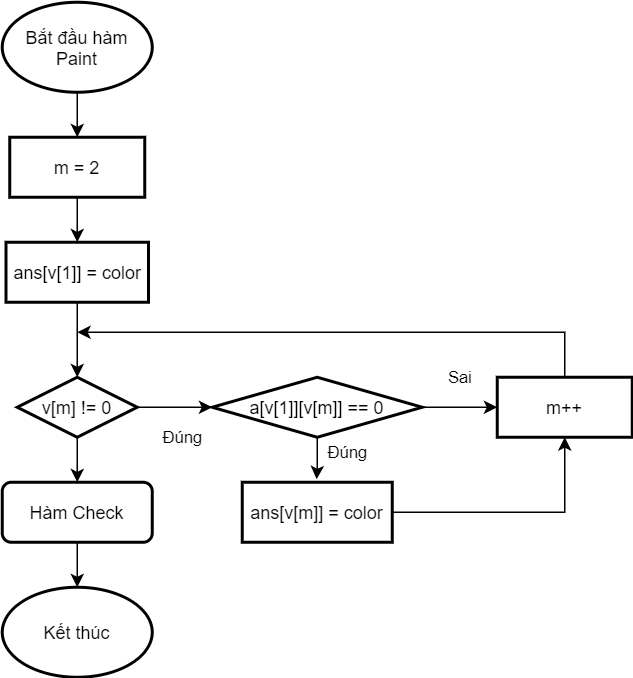 Bắt đầu hàm
Paint
m = 2
ans[v[1]] = color
v[m] != 0
Đúng
a[v[1]][v[m]] == 0
Sai
m++
Đúng
Hàm Check
ans[v[m]] = color
Kết thúc